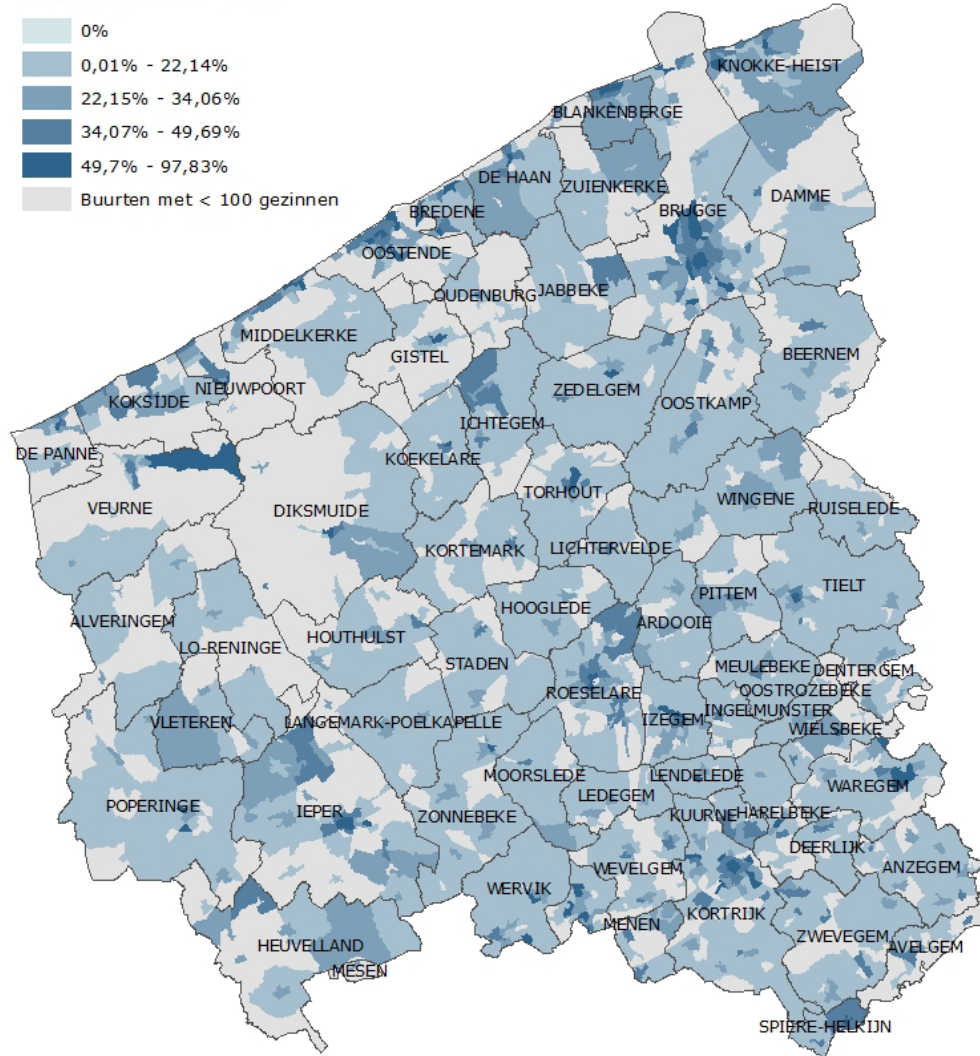 0%
0,01% - 22,14%
22,15% - 34,06%
34,07% - 49,69%
49,7% - 97,83%
Buurten met < 100 gezinnen
KNOKKE-HEIST
BLANKENBERGE
DE HAAN
ZUIENKERKE
DAMME
BREDENE
BRUGGE
OOSTENDE
OUDENBURG
JABBEKE
MIDDELKERKE
GISTEL
BEERNEM
NIEUWPOORT
ZEDELGEM
KOKSIJDE
OOSTKAMP
ICHTEGEM
DE PANNE
KOEKELARE
TORHOUT
WINGENE
VEURNE
DIKSMUIDE
RUISELEDE
KORTEMARK
LICHTERVELDE
TIELT
PITTEM
HOOGLEDE
ALVERINGEM
ARDOOIE
HOUTHULST
LO-RENINGE
STADEN
MEULEBEKE
DENTERGEM
ROESELARE
OOSTROZEBEKE
INGELMUNSTER
VLETEREN
LANGEMARK-POELKAPELLE
IZEGEM
WIELSBEKE
MOORSLEDE
LENDELEDE
WAREGEM
LEDEGEM
POPERINGE
IEPER
ZONNEBEKE
KUURNE
HARELBEKE
DEERLIJK
WEVELGEM
ANZEGEM
WERVIK
KORTRIJK
MENEN
ZWEVEGEM
HEUVELLAND
AVELGEM
MESEN
SPIERE-HELKIJN